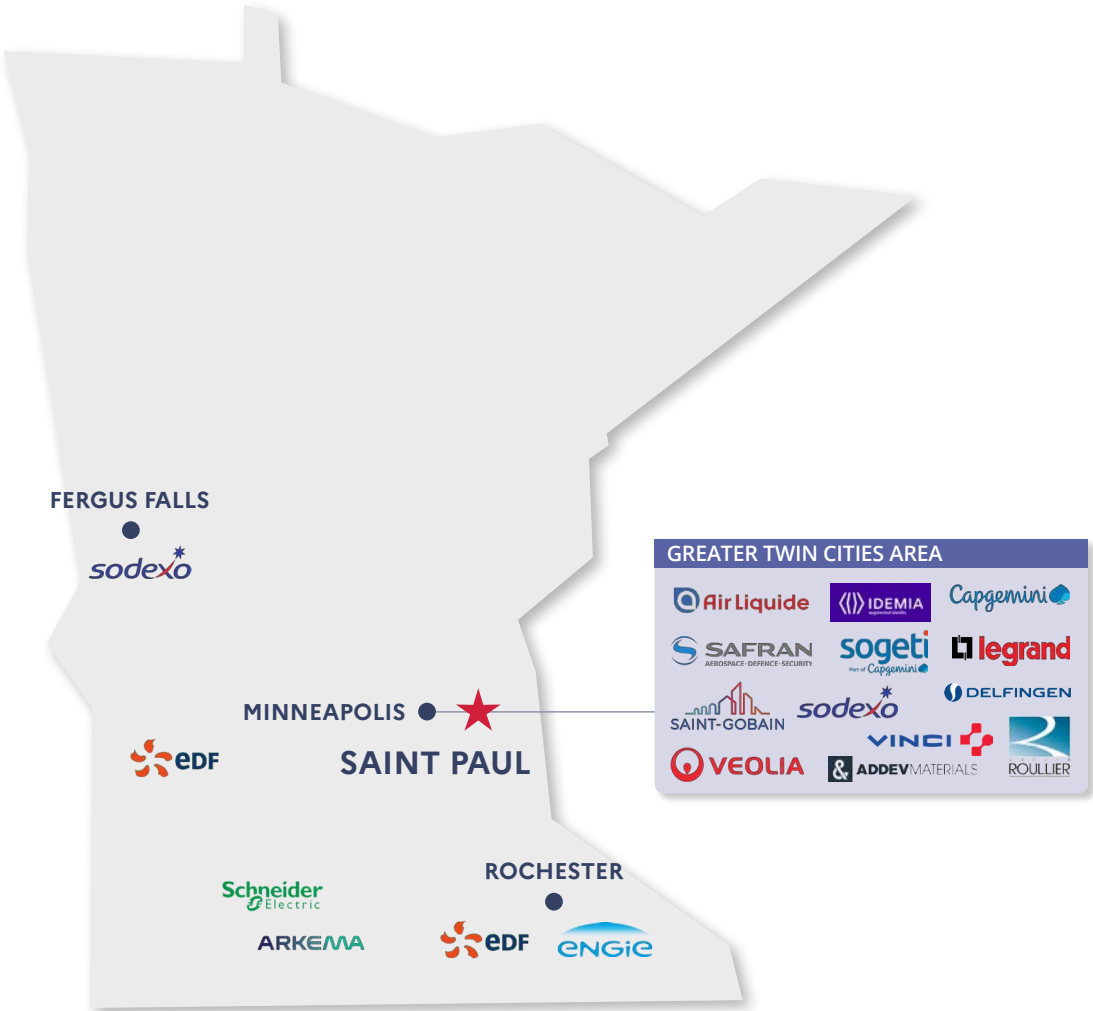 FERGUS FALLS
sodexo
GREATER TWIN CITIES AREA
Air Liquide
IDEMIA
augmented identity
Capgemini
SAFRAN
AEROSPACE · DEFENCE · SECURITY
sogeti
Part of Capgemini
legrand
SAINT-GOBAIN
sodexo
DELFINGEN
VINCI
VEOLIA
& ADDEVMATERIALS
ROULLIER
MINNEAPOLIS
SAINT PAUL
eDF
ROCHESTER
Schneider
Electric
ARKEMA
eDF
ENGIE